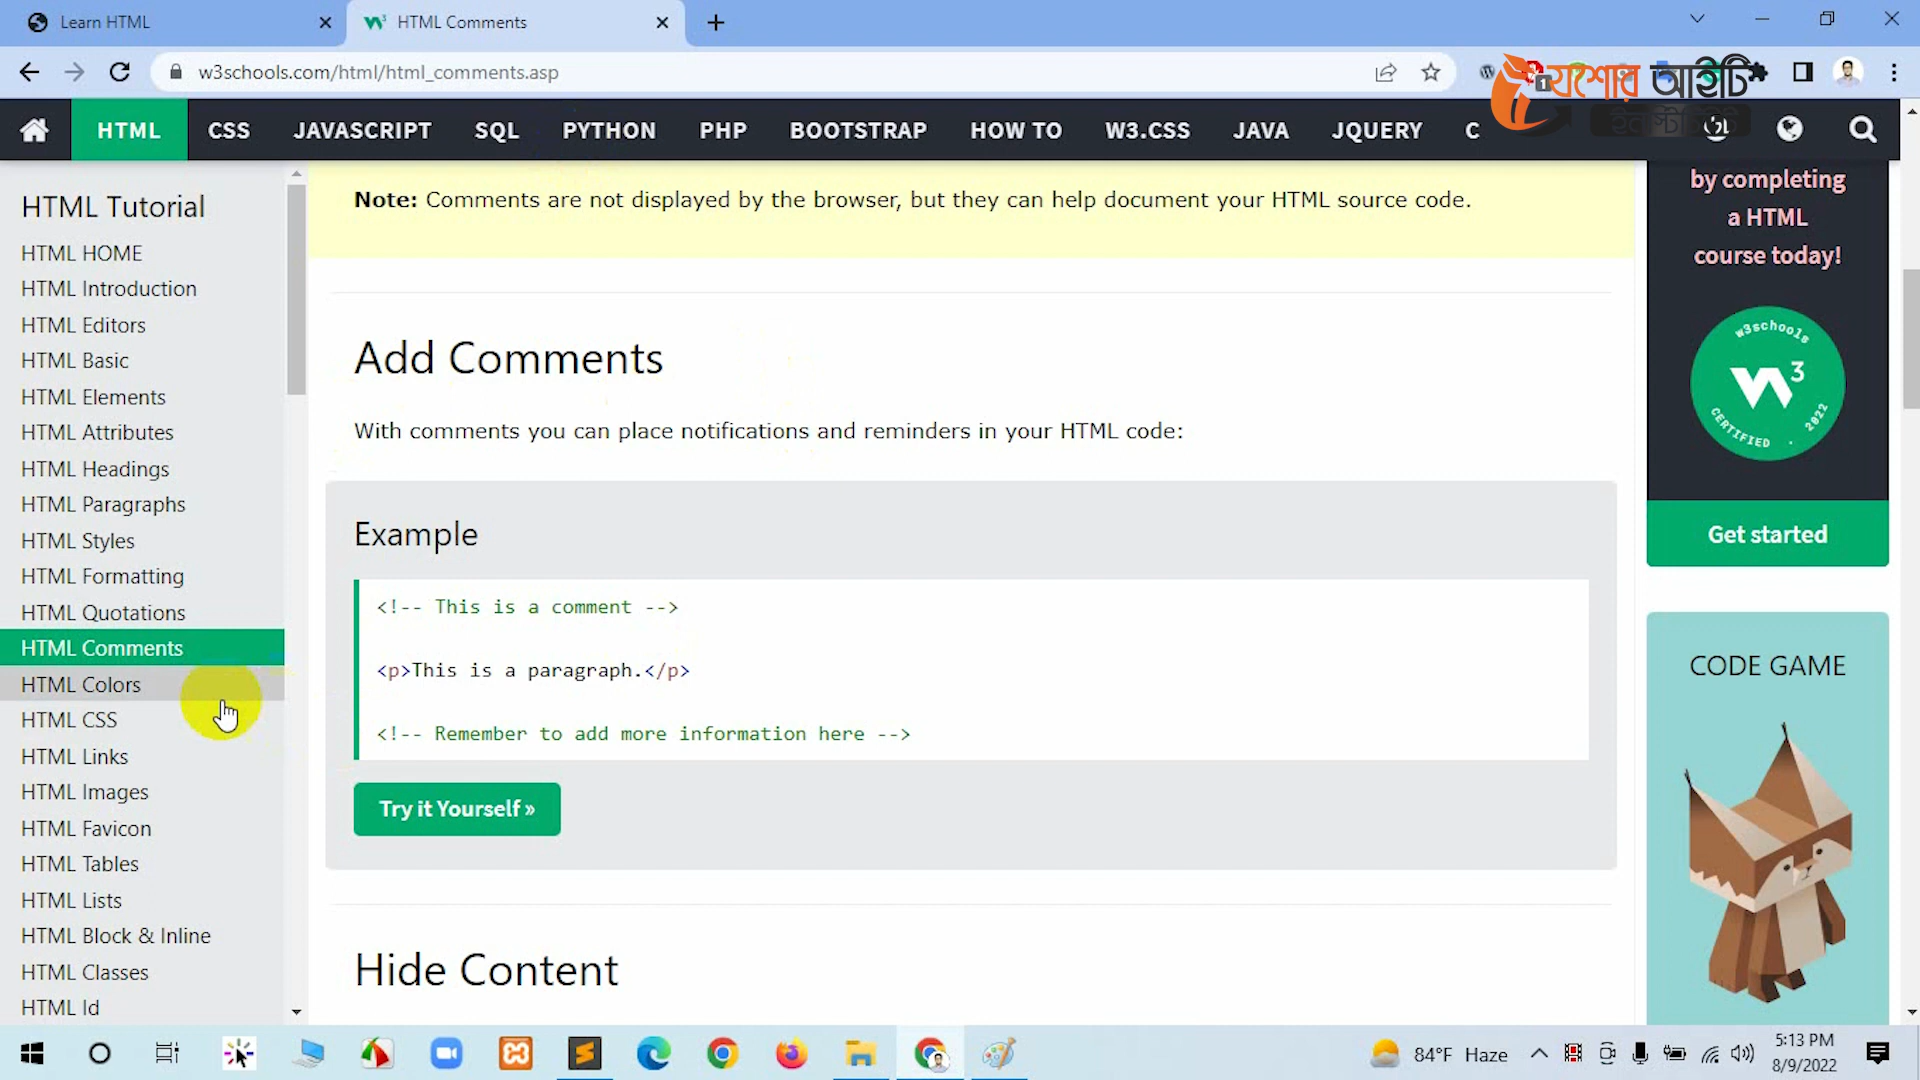 Learn HTML
HTML Comments
w3schools.com/html/html_comments.asp
যশোর আইটি
HTML CSS JAVASCRIPT SQL PYTHON PHP BOOTSTRAP HOW TO W3.CSS JAVA JQUERY C
HTML Tutorial
HTML HOME
HTML Introduction
HTML Editors
HTML Basic
HTML Elements
HTML Attributes
HTML Headings
HTML Paragraphs
HTML Styles
HTML Formatting
HTML Quotations
HTML Comments
HTML Colors
HTML CSS
HTML Links
HTML Images
HTML Favicon
HTML Tables
HTML Lists
HTML Block & Inline
HTML Classes
HTML Id
Note: Comments are not displayed by the browser, but they can help document your HTML source code.
Add Comments
With comments you can place notifications and reminders in your HTML code:
Example
<!-- This is a comment -->
<p>This is a paragraph.</p>
<!-- Remember to add more information here -->
Try it Yourself »
Hide Content
by completing
a HTML
course today!
w3schools
3
CERTIFIED . 2022
Get started
CODE GAME
84°F Haze
5:13 PM
8/9/2022